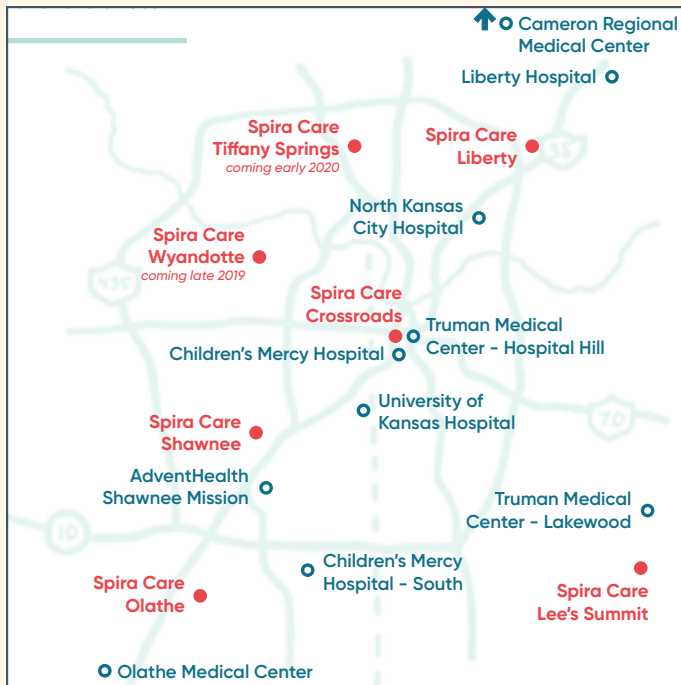 Cameron Regional
Medical Center
Liberty Hospital
Spira Care
Tiffany Springs
coming early 2020
Spira Care
Liberty
35
North Kansas
City Hospital
Spira Care
Wyandotte
coming late 2019
435
Spira Care
Crossroads
Truman Medical
Center - Hospital Hill
Children’s Mercy Hospital
University of
Kansas Hospital
70
Spira Care
Shawnee
AdventHealth
Shawnee Mission
Truman Medical
Center - Lakewood
10
Children’s Mercy
Hospital - South
Spira Care
Olathe
Spira Care
Lee’s Summit
Olathe Medical Center